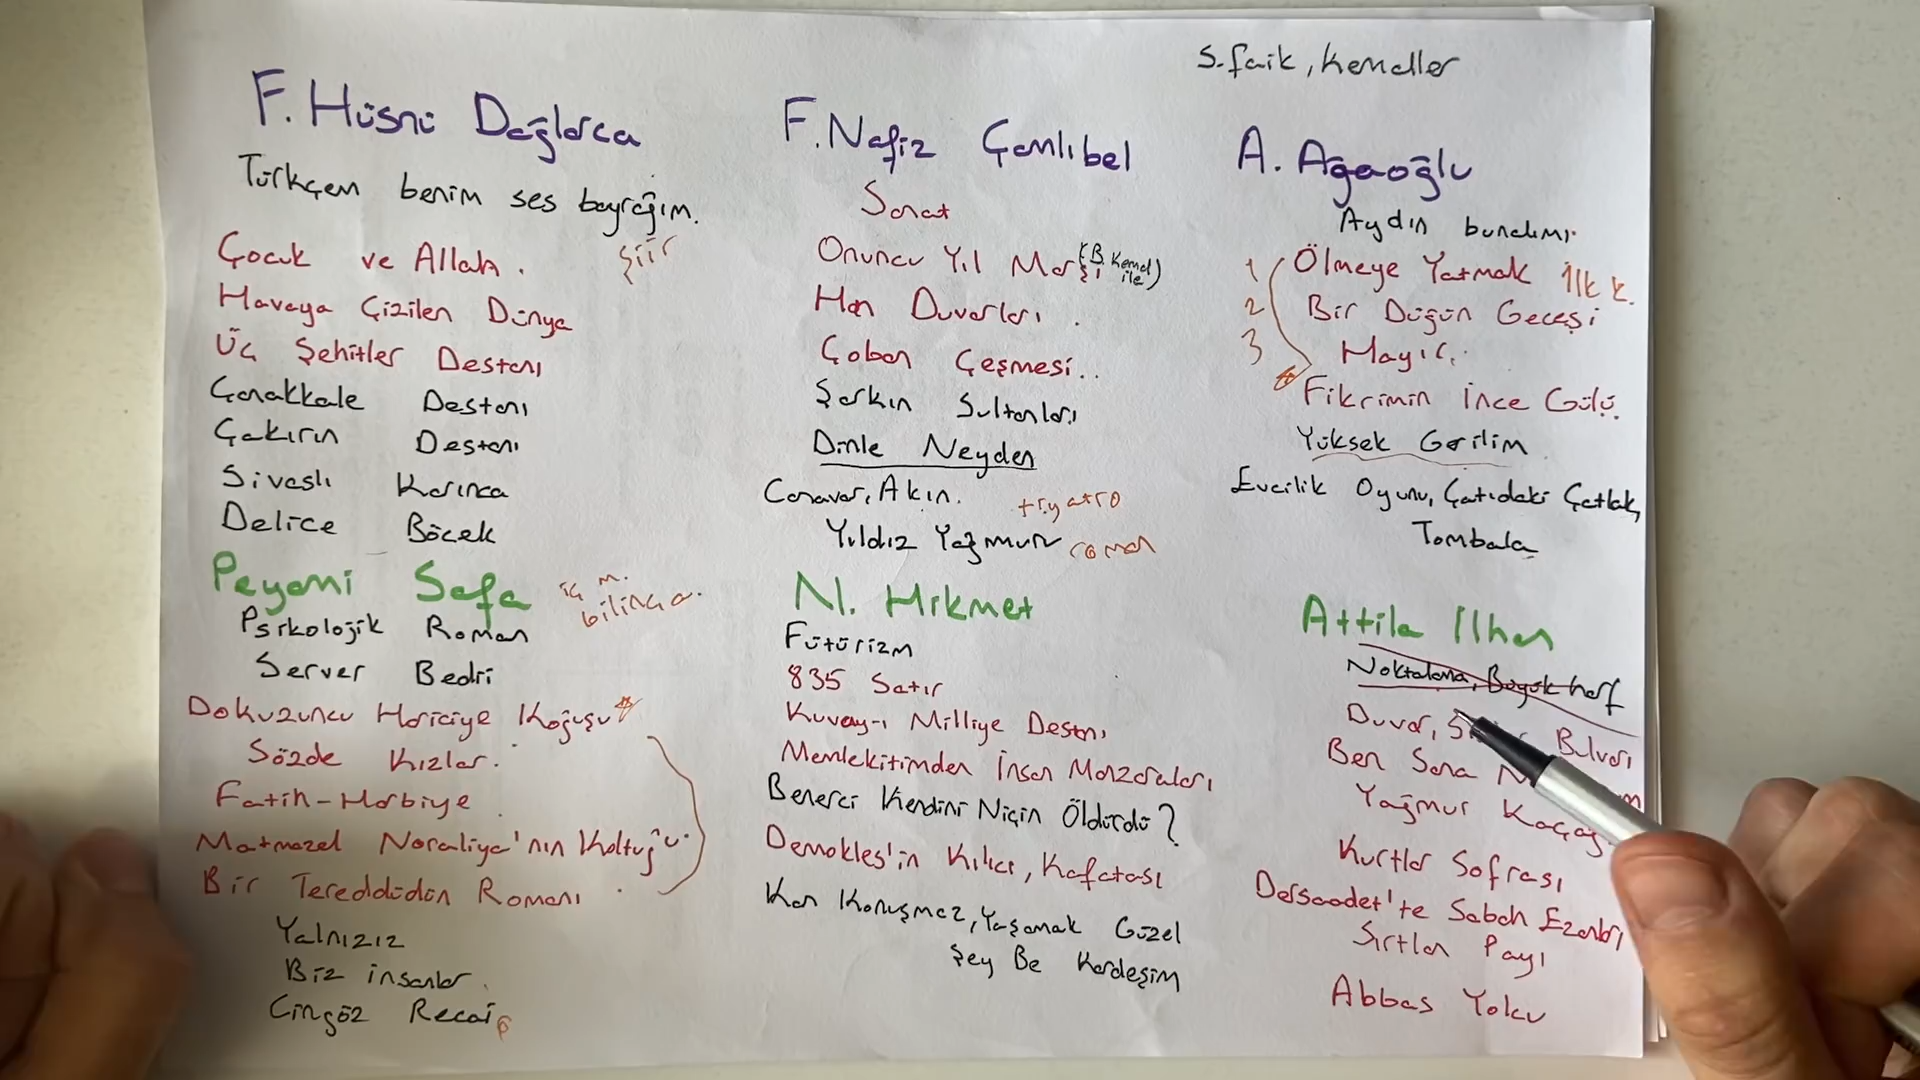 S.faik, Kemaller
F. Hüsnü Dağlarca
Türkçem benim ses bayrağım.
Çocuk ve Allah. şiir
Havaya Çizilen Dünya
Üç Şehitler Destanı
Çanakkale Destanı
Çakırın Destanı
Sivaslı Karınca
Delice Böcek
F. Nafiz Çamlıbel
Sanat
Onuncu Yıl Marşı (B. Kemal ile)
Han Duvarları.
Çoban Çeşmesi..
Şarkın Sultanları
Dinle Neyden
Canavar, Akın. tiyatro
Yıldız Yağmuru roman
A. Ağaoğlu
Aydın bunalımı.
1 Ölmeye Yatmak İlk k.
2 Bir Düğün Gecesi
3 Hayır.
Fikrimin İnce Gülü.
Yüksek Gerilim
Evcilik Oyunu, Çatıdaki Çatlak,
Tombala
Peyami Safa iç m.
bilinç a.
Psikolojik Roman
Server Bedri
Dokuzuncu Hariciye Koğuşu
Sözde Kızlar.
Fatih-Harbiye
Matmazel Noraliya'nın Koltuğu.
Bir Tereddüdün Romanı.
Yalnızız
Biz insanlar.
Cingöz Recai
N. Hikmet
Fütürizm
835 Satır
Kuvay-ı Milliye Destanı
Memlekitimden İnsan Manzaraları
Benerci Kendini Niçin Öldürdü?
Demokles'in Kılıcı, Kafatası
Kan Konuşmaz, Yaşamak Güzel
Şey Be Kardeşim
Attila İlhan
Noktalama, Büyük harf
Duvar, Bulvarı
Ben Sana
Yağmur
Kurtlar Sofrası
Dersaadet'te Sabah Ezanları
Sırtlan Payı
Abbas Yolcu